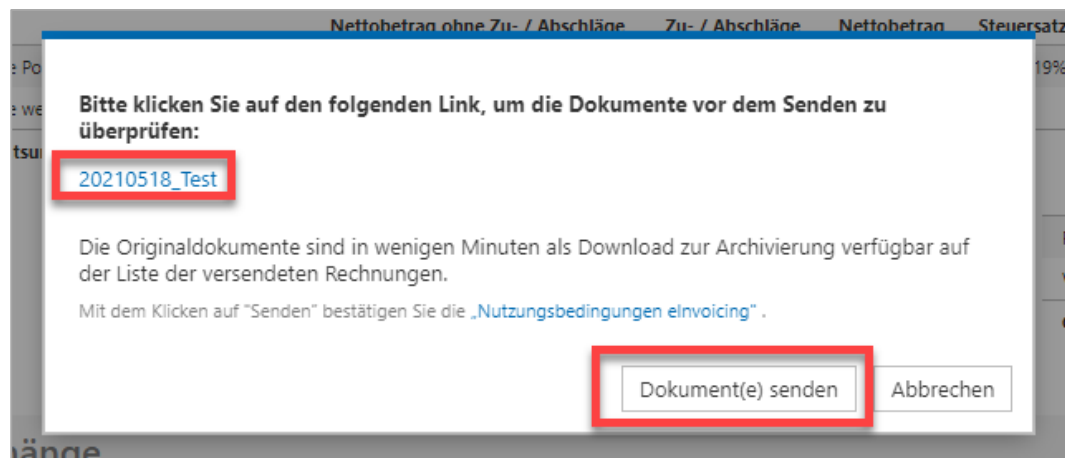 Nettobetrag ohne Zu- / Abschläge Zu- / Abschläge Nettobetrag Steuersatz
19%
Bitte klicken Sie auf den folgenden Link, um die Dokumente vor dem Senden zu
überprüfen:
20210518_Test
Die Originaldokumente sind in wenigen Minuten als Download zur Archivierung verfügbar auf
der Liste der versendeten Rechnungen.
Mit dem Klicken auf "Senden" bestätigen Sie die „Nutzungsbedingungen eInvoicing" .
Dokument(e) senden Abbrechen